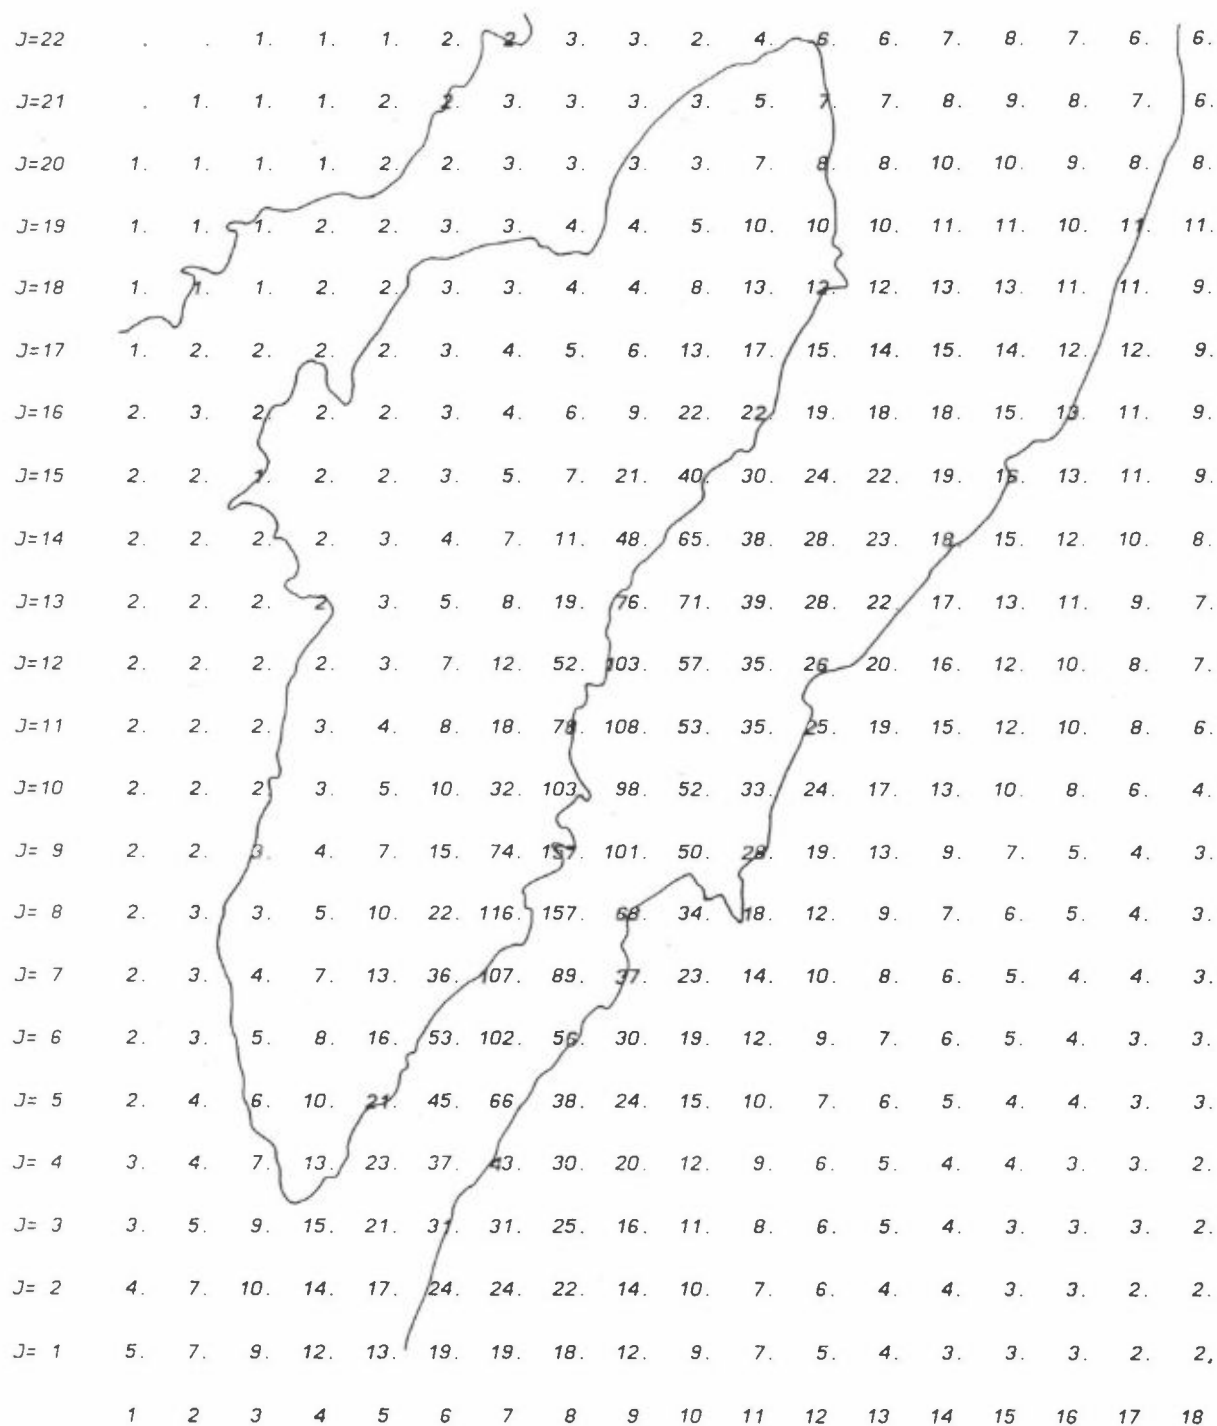 J=22 . . 1. 1. 1. 2. 2 3. 3. 2. 4. 6. 6. 7. 8. 7. 6. 6.
J=21 . 1. 1. 1. 2. 2. 3. 3. 3. 3. 5. 7. 7. 8. 9. 8. 7. 6.
J=20 1. 1. 1. 1. 2. 2. 3. 3. 3. 3. 7. 8. 8. 10. 10. 9. 8. 8.
J=19 1. 1. 1. 2. 2. 3. 3. 4. 4. 5. 10. 10 10. 11. 11. 10. 11. 11.
J=18 1. 1. 1. 2. 2. 3. 3. 4. 4. 8. 13. 12. 12. 13. 13. 11. 11. 9.
J=17 1. 2. 2. 2. 2. 3. 4. 5. 6. 13. 17. 15. 14. 15. 14. 12. 12. 9.
J=16 2. 3. 2. 2. 2. 3. 4. 6. 9. 22. 22. 19. 18. 18. 15. 13. 11. 9.
J=15 2. 2. 1. 2. 2. 3. 5. 7. 21. 40. 30. 24. 22. 19. 16. 13. 11. 9.
J=14 2. 2. 2. 2. 3. 4. 7. 11. 48. 65. 38. 28. 23. 18. 15. 12. 10. 8.
J=13 2. 2. 2. 2 3. 5. 8. 19. 76. 71. 39. 28. 22. 17. 13. 11. 9. 7.
J=12 2. 2. 2. 2. 3. 7. 12. 52. 103. 57. 35. 26. 20. 16. 12. 10. 8. 7.
J=11 2. 2. 2. 3. 4. 8. 18. 78. 108. 53. 35. 25. 19. 15. 12. 10. 8. 6.
J=10 2. 2. 2. 3. 5. 10. 32. 103. 98. 52. 33. 24. 17. 13. 10. 8. 6. 4.
J= 9 2. 2. 3. 4. 7. 15. 74. 157. 101. 50. 28. 19. 13. 9. 7. 5. 4. 3.
J= 8 2. 3. 3. 5. 10. 22. 116. 157. 68. 34. 18. 12. 9. 7. 6. 5. 4. 3.
J= 7 2. 3. 4. 7. 13. 36. 107. 89. 37. 23. 14. 10. 8. 6. 5. 4. 4. 3.
J= 6 2. 3. 5. 8. 16. 53. 102. 56. 30. 19. 12. 9. 7. 6. 5. 4. 3. 3.
J= 5 2. 4. 6. 10. 21. 45. 66 38. 24. 15. 10. 7. 6. 5. 4. 4. 3. 3.
J= 4 3. 4. 7. 13. 23. 37. 43. 30. 20. 12. 9. 6. 5. 4. 4. 3. 3. 2.
J= 3 3. 5. 9. 15. 21. 31. 31. 25. 16. 11. 8. 6. 5. 4. 3. 3. 3. 2.
J= 2 4. 7. 10. 14. 17. 24. 24. 22. 14. 10. 7. 6. 4. 4. 3. 3. 2. 2.
J= 1 5. 7. 9. 12. 13. 19. 19. 18. 12. 9. 7. 5. 4. 3. 3. 3. 2. 2,
1 2 3 4 5 6 7 8 9 10 11 12 13 14 15 16 17 18